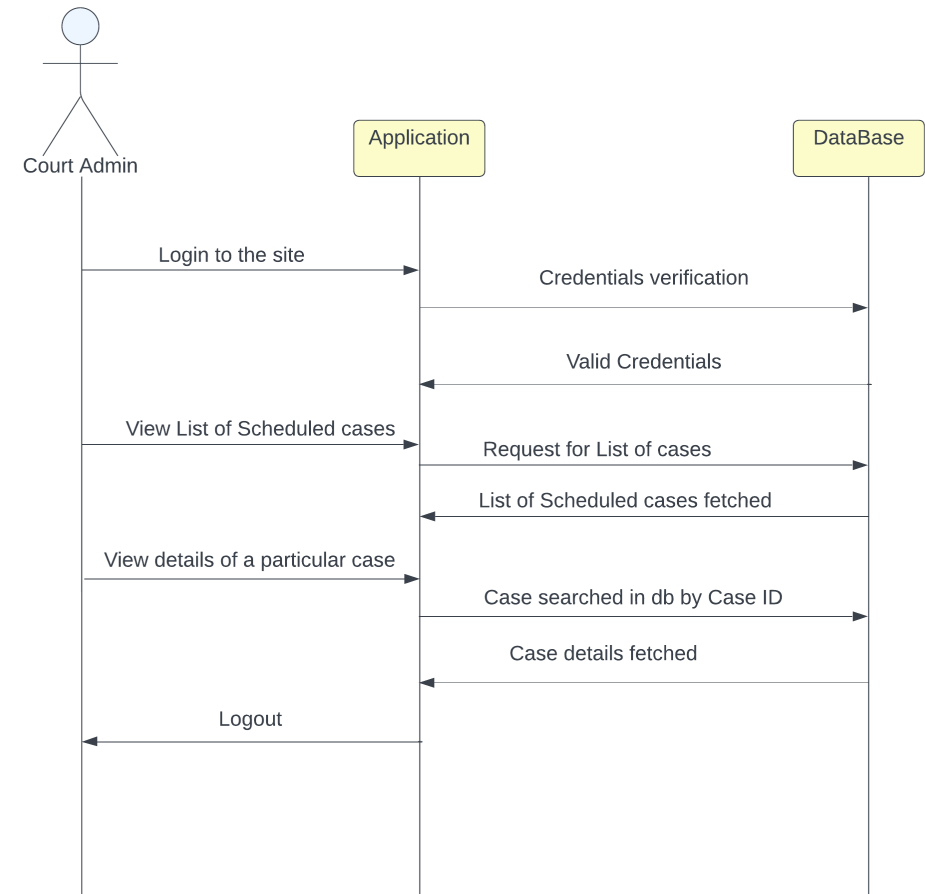 Court Admin
Application
DataBase
Login to the site
Credentials verification
Valid Credentials
View List of Scheduled cases
Request for List of cases
List of Scheduled cases fetched
View details of a particular case
Case searched in db by Case ID
Case details fetched
Logout